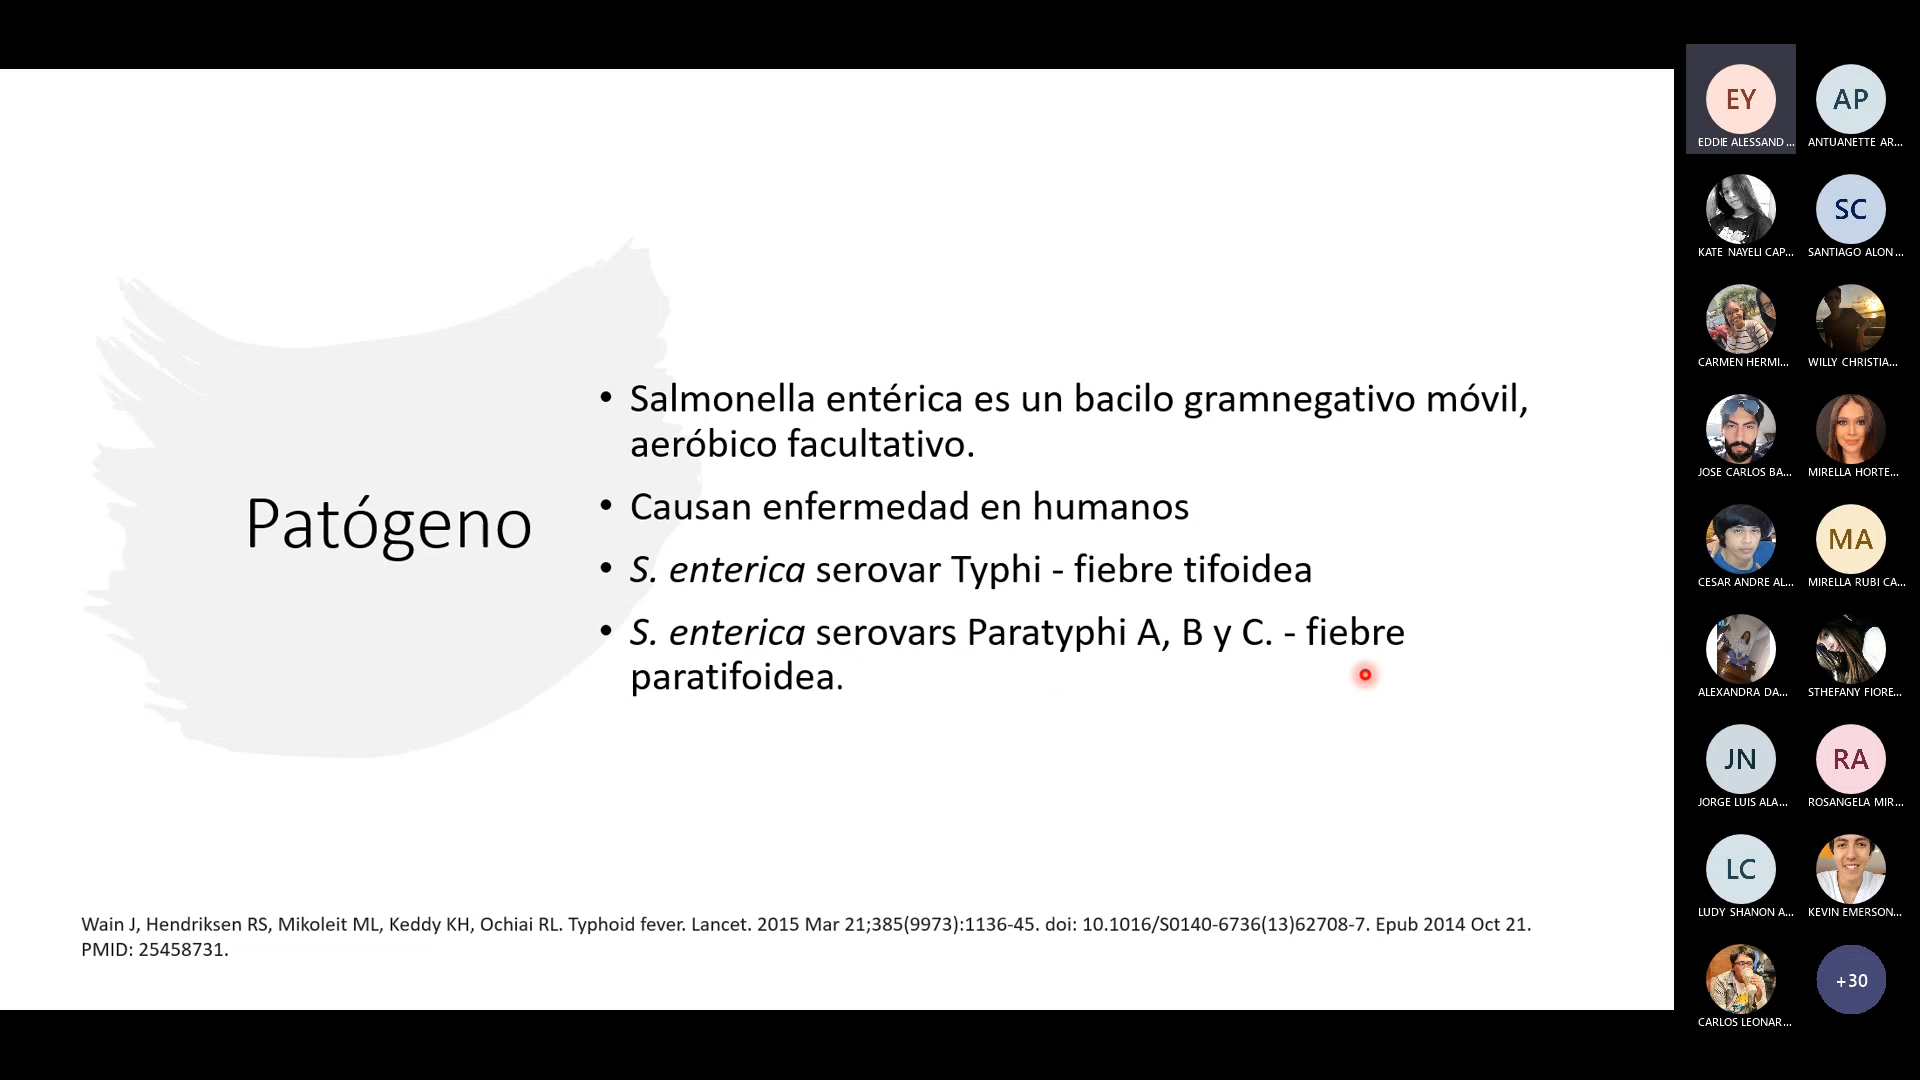 Patógeno
• Salmonella entérica es un bacilo gramnegativo móvil,
aeróbico facultativo.
• Causan enfermedad en humanos
• S. enterica serovar Typhi - fiebre tifoidea
• S. enterica serovars Paratyphi A, B y C. - fiebre
paratifoidea.
Wain J, Hendriksen RS, Mikoleit ML, Keddy KH, Ochiai RL. Typhoid fever. Lancet. 2015 Mar 21;385(9973):1136-45. doi: 10.1016/S0140-6736(13)62708-7. Epub 2014 Oct 21.
PMID: 25458731.
EY
EDDIE ALESSAND...
AP
ANTUANETTE AR...
KATE NAYELI CAP...
SC
SANTIAGO ALON...
CARMEN HERMI...
WILLY CHRISTIA...
JOSE CARLOS BA...
MIRELLA HORTE...
CESAR ANDRE AL...
MA
MIRELLA RUBI CA...
ALEXANDRA DA...
STHEFANY FIORE...
JN
JORGE LUIS ALA...
RA
ROSANGELA MIR...
LC
LUDY SHANON A...
KEVIN EMERSON...
CARLOS LEONAR...
+30